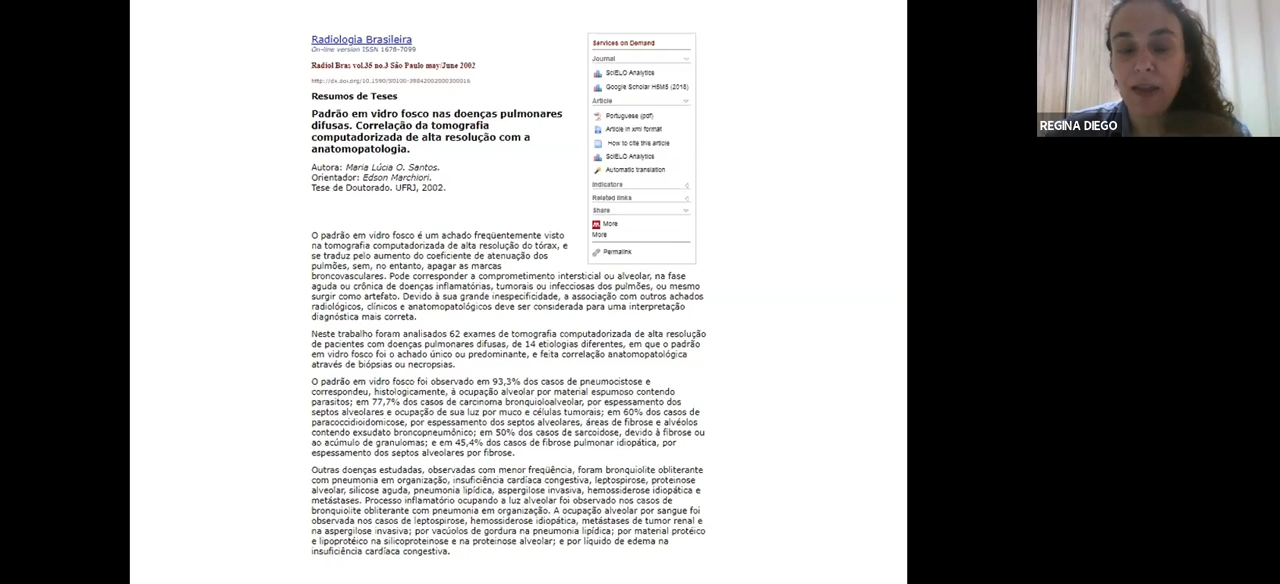 Radiologia Brasileira
On-line version ISSN 1678-7099
Radiol Bras vol.35 no.3 São Paulo may/June 2002
http://dx.doi.org/10.1590/S0100-39842002000300016
Resumos de Teses
Padrão em vidro fosco nas doenças pulmonares
difusas. Correlação da tomografia
computadorizada de alta resolução com a
anatomopatologia.
Autora: Maria Lúcia O. Santos.
Orientador: Edson Marchiori.
Tese de Doutorado. UFRJ, 2002.
O padrão em vidro fosco é um achado freqüentemente visto
na tomografia computadorizada de alta resolução do tórax, e
se traduz pelo aumento do coeficiente de atenuação dos
pulmões, sem, no entanto, apagar as marcas
broncovasculares. Pode corresponder a comprometimento intersticial ou alveolar, na fase
aguda ou crônica de doenças inflamatórias, tumorais ou infecciosas dos pulmões, ou mesmo
surgir como artefato. Devido à sua grande inespecificidade, a associação com outros achados
radiológicos, clínicos e anatomopatológicos deve ser considerada para uma interpretação
diagnóstica mais correta.
Neste trabalho foram analisados 62 exames de tomografia computadorizada de alta resolução
de pacientes com doenças pulmonares difusas, de 14 etiologias diferentes, em que o padrão
em vidro fosco foi o achado único ou predominante, e feita correlação anatomopatológica
através de biópsias ou necropsias.
O padrão em vidro fosco foi observado em 93,3% dos casos de pneumocistose e
correspondeu, histologicamente, à ocupação alveolar por material espumoso contendo
parasitos; em 77,7% dos casos de carcinoma bronquioloalveolar, por espessamento dos
septos alveolares e ocupação de sua luz por muco e células tumorais; em 60% dos casos de
paracoccidioidomicose, por espessamento dos septos alveolares, áreas de fibrose e alvéolos
contendo exsudato broncopneumônico; em 50% dos casos de sarcoidose, devido à fibrose ou
ao acúmulo de granulomas; e em 45,4% dos casos de fibrose pulmonar idiopática, por
espessamento dos septos alveolares por fibrose.
Outras doenças estudadas, observadas com menor freqüência, foram bronquiolite obliterante
com pneumonia em organização, insuficiência cardíaca congestiva, leptospirose, proteinose
alveolar, silicose aguda, pneumonia lipídica, aspergilose invasiva, hemossiderose idiopática e
metástases. Processo inflamatório ocupando a luz alveolar foi observado nos casos de
bronquiolite obliterante com pneumonia em organização. A ocupação alveolar por sangue foi
observada nos casos de leptospirose, hemossiderose idiopática, metástases de tumor renal e
na aspergilose invasiva; por vacúolos de gordura na pneumonia lipídica; por material protéico
e lipoprotéico na silicoproteinose e na proteinose alveolar; e por líquido de edema na
insuficiência cardíaca congestiva.
Services on Demand
Journal
SciELO Analytics
Google Scholar H5M5 (2018)
Article
Portuguese (pdf)
Article in xml format
How to cite this article
SciELO Analytics
Automatic translation
Indicators
Related links
Share
More
More
Permalink
REGINA DIEGO